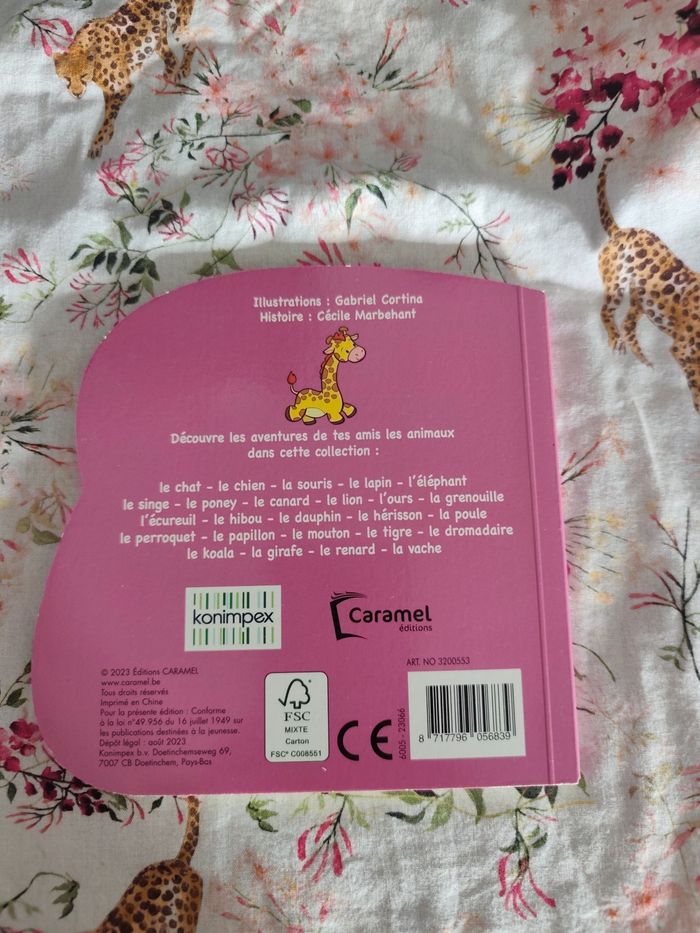 Illustrations : Gabriel Cortina
Histoire : Cécile Marbehant
Découvre les aventures de tes amis les animaux
dans cette collection :
le chat - le chien - la souris - le lapin - l'éléphant
le singe - le poney - le canard - le lion - l'ours - la grenouille
l'écureuil - le hibou - le dauphin - le hérisson - la poule
le perroquet - le papillon - le mouton - le tigre - le dromadaire
le koala - la girafe - le renard - la vache
konimpex
Caramel
éditions
© 2023 Éditions CARAMEL
www.caramel.be
Tous droits réservés
Imprimé en Chine
Pour la présente édition : Conforme
à la loi n°49.956 du 16 juillet 1949 sur
les publications destinées à la jeunesse.
Dépôt légal : août 2023
Konimpex b.v. Doetinchemseweg 69,
7007 CB Doetinchem, Pays-Bas
FSC
MIXTE
Carton
FSC® C008551
CE
6005 - 23066
ART. NO 3200553
8 717796 056839